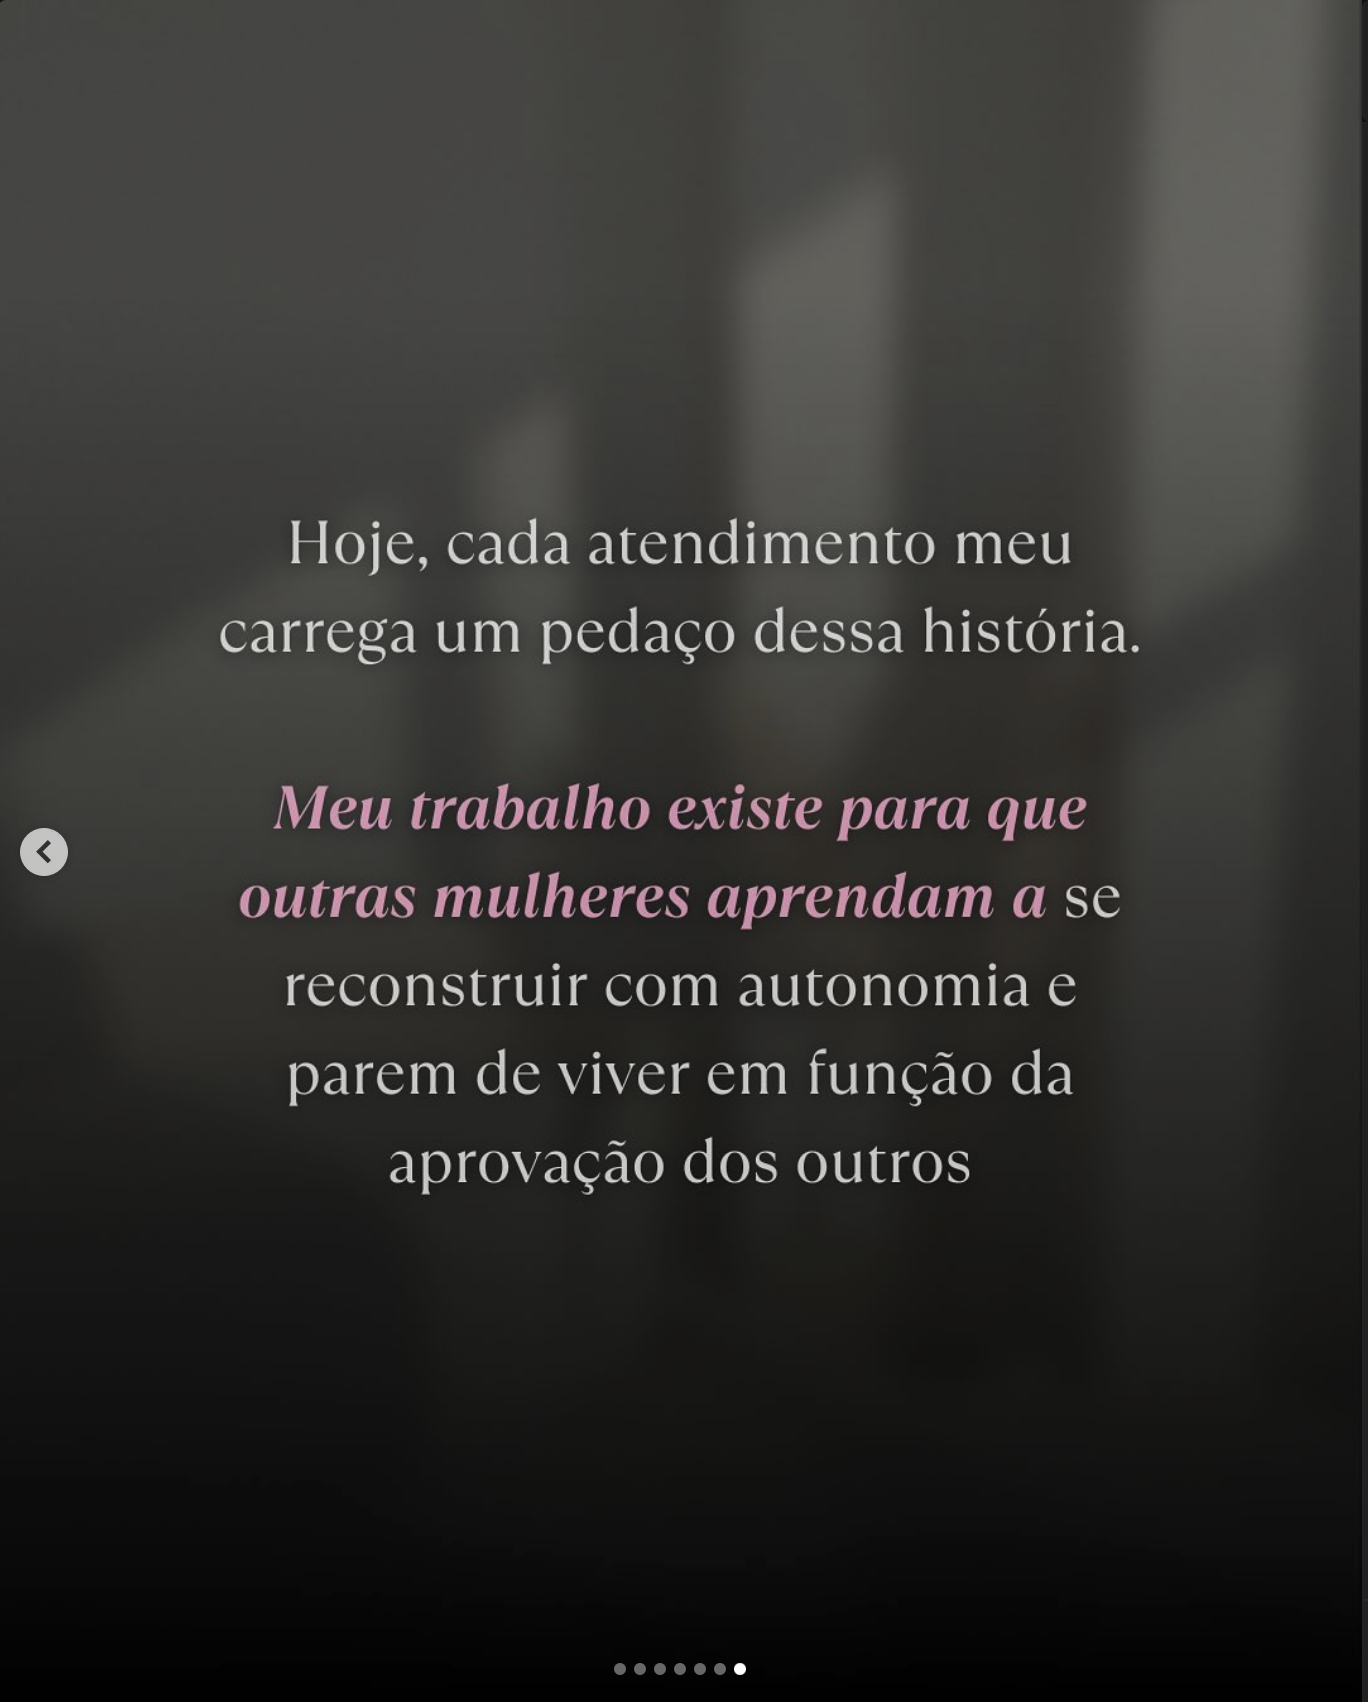 Hoje, cada atendimento meu
carrega um pedaço dessa história.
Meu trabalho existe para que
outras mulheres aprendam a se
reconstruir com autonomia e
parem de viver em função da
aprovação dos outros